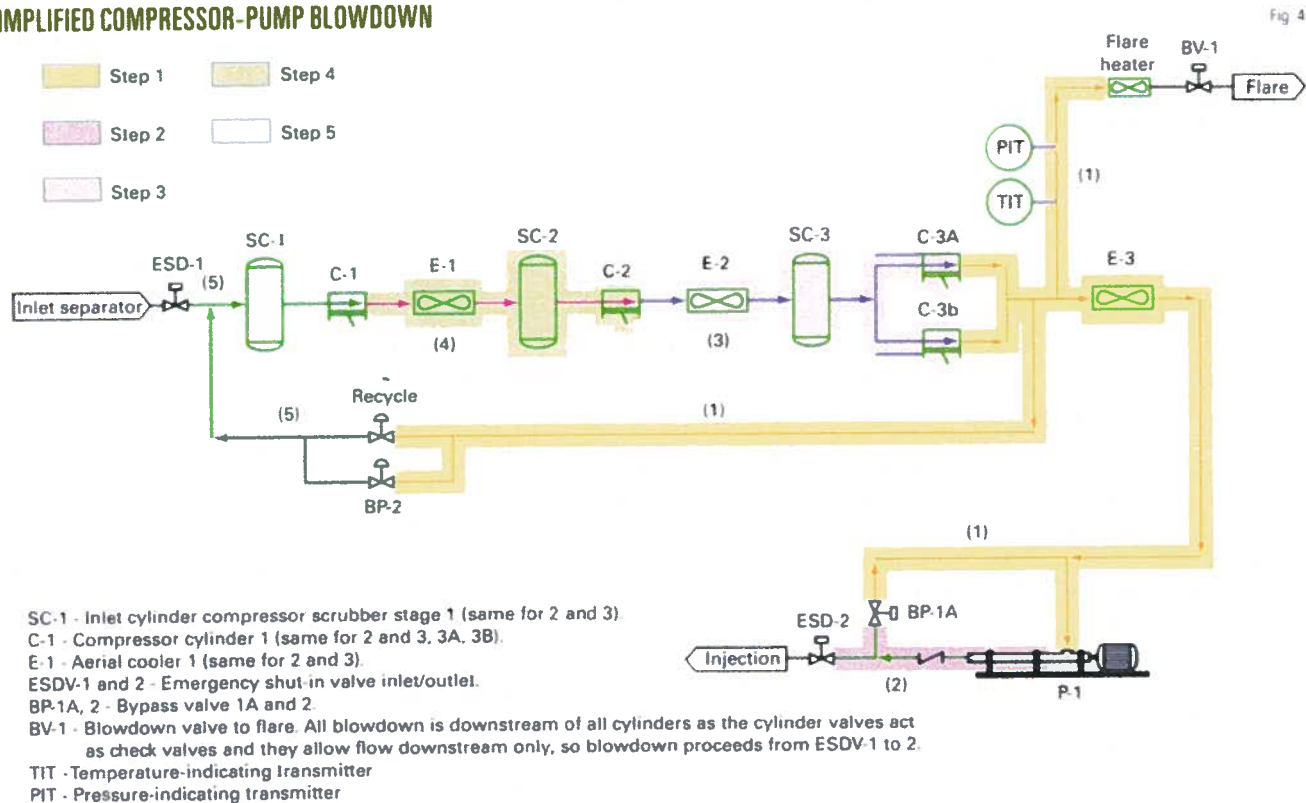 IMPLIFIED COMPRESSOR-PUMP BLOWDOWN
Fig 4
Step 1
Step 4
Step 2
Step 5
Step 3
Flare
heater
BV-1
Flare
PIT
TIT
(1)
ESD-1
(5)
SC-1
C-1
E-1
SC-2
C-2
E-2
SC-3
C-3A
E-3
Inlet separator
C-3b
(4)
(3)
Recycle
(5)
(1)
BP-2
(1)
ESD-2
BP-1A
Injection
(2)
P-1
SC-1 - Inlet cylinder compressor scrubber stage 1 (same for 2 and 3).
C-1 - Compressor cylinder 1 (same for 2 and 3, 3A, 3B).
E-1 - Aerial cooler 1 (same for 2 and 3).
ESDV-1 and 2 - Emergency shut-in valve inlet/outlet.
BP-1A, 2 - Bypass valve 1A and 2.
BV-1 - Blowdown valve to flare. All blowdown is downstream of all cylinders as the cylinder valves act
as check valves and they allow flow downstream only, so blowdown proceeds from ESDV-1 to 2.
TIT - Temperature-indicating transmitter
PIT - Pressure-indicating transmitter